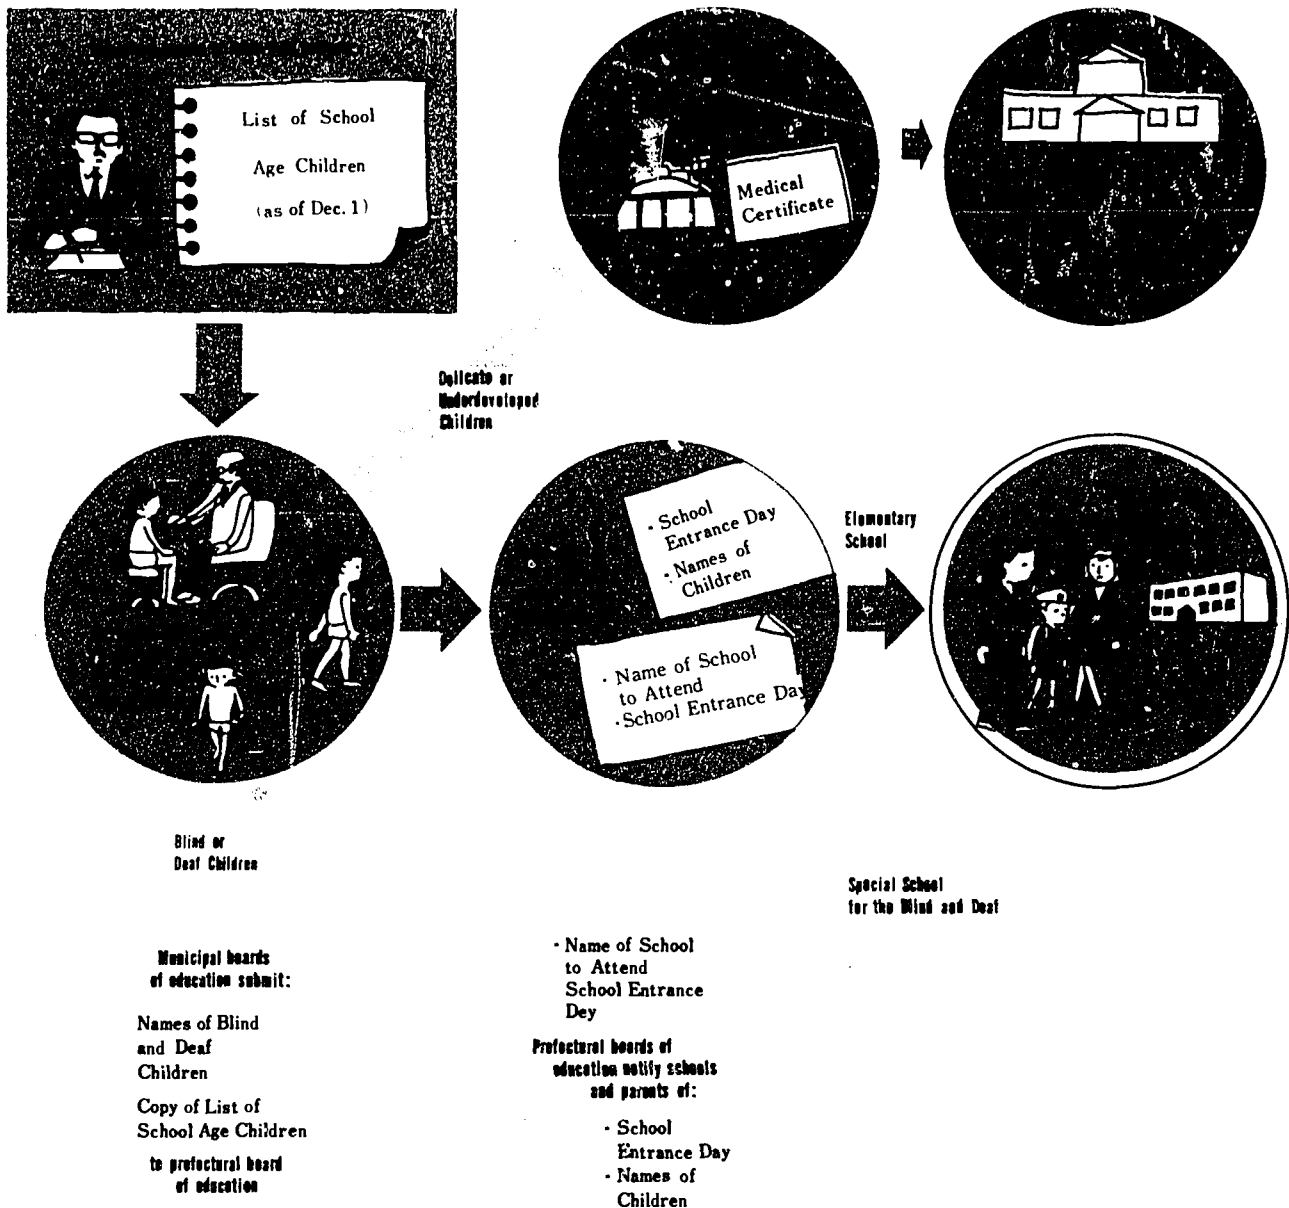 List of School
Age Children
(as of Dec. 1)
Medical
Certificate
Delicate or
Underdeveloped
Children
· School
Entrance Day
· Names of
Children
· Name of School
to Attend
· School Entrance Day
Elementary
School
Blind or
Deaf Children
Special School
for the Blind and Deaf
Municipal boards
of education submit:
Names of Blind
and Deaf
Children
Copy of List of
School Age Children
to prefectural board
of education
· Name of School
to Attend
School Entrance
Dey
Prefectural boards of
education notify schools
and parents of:
· School
Entrance Day
· Names of
Children